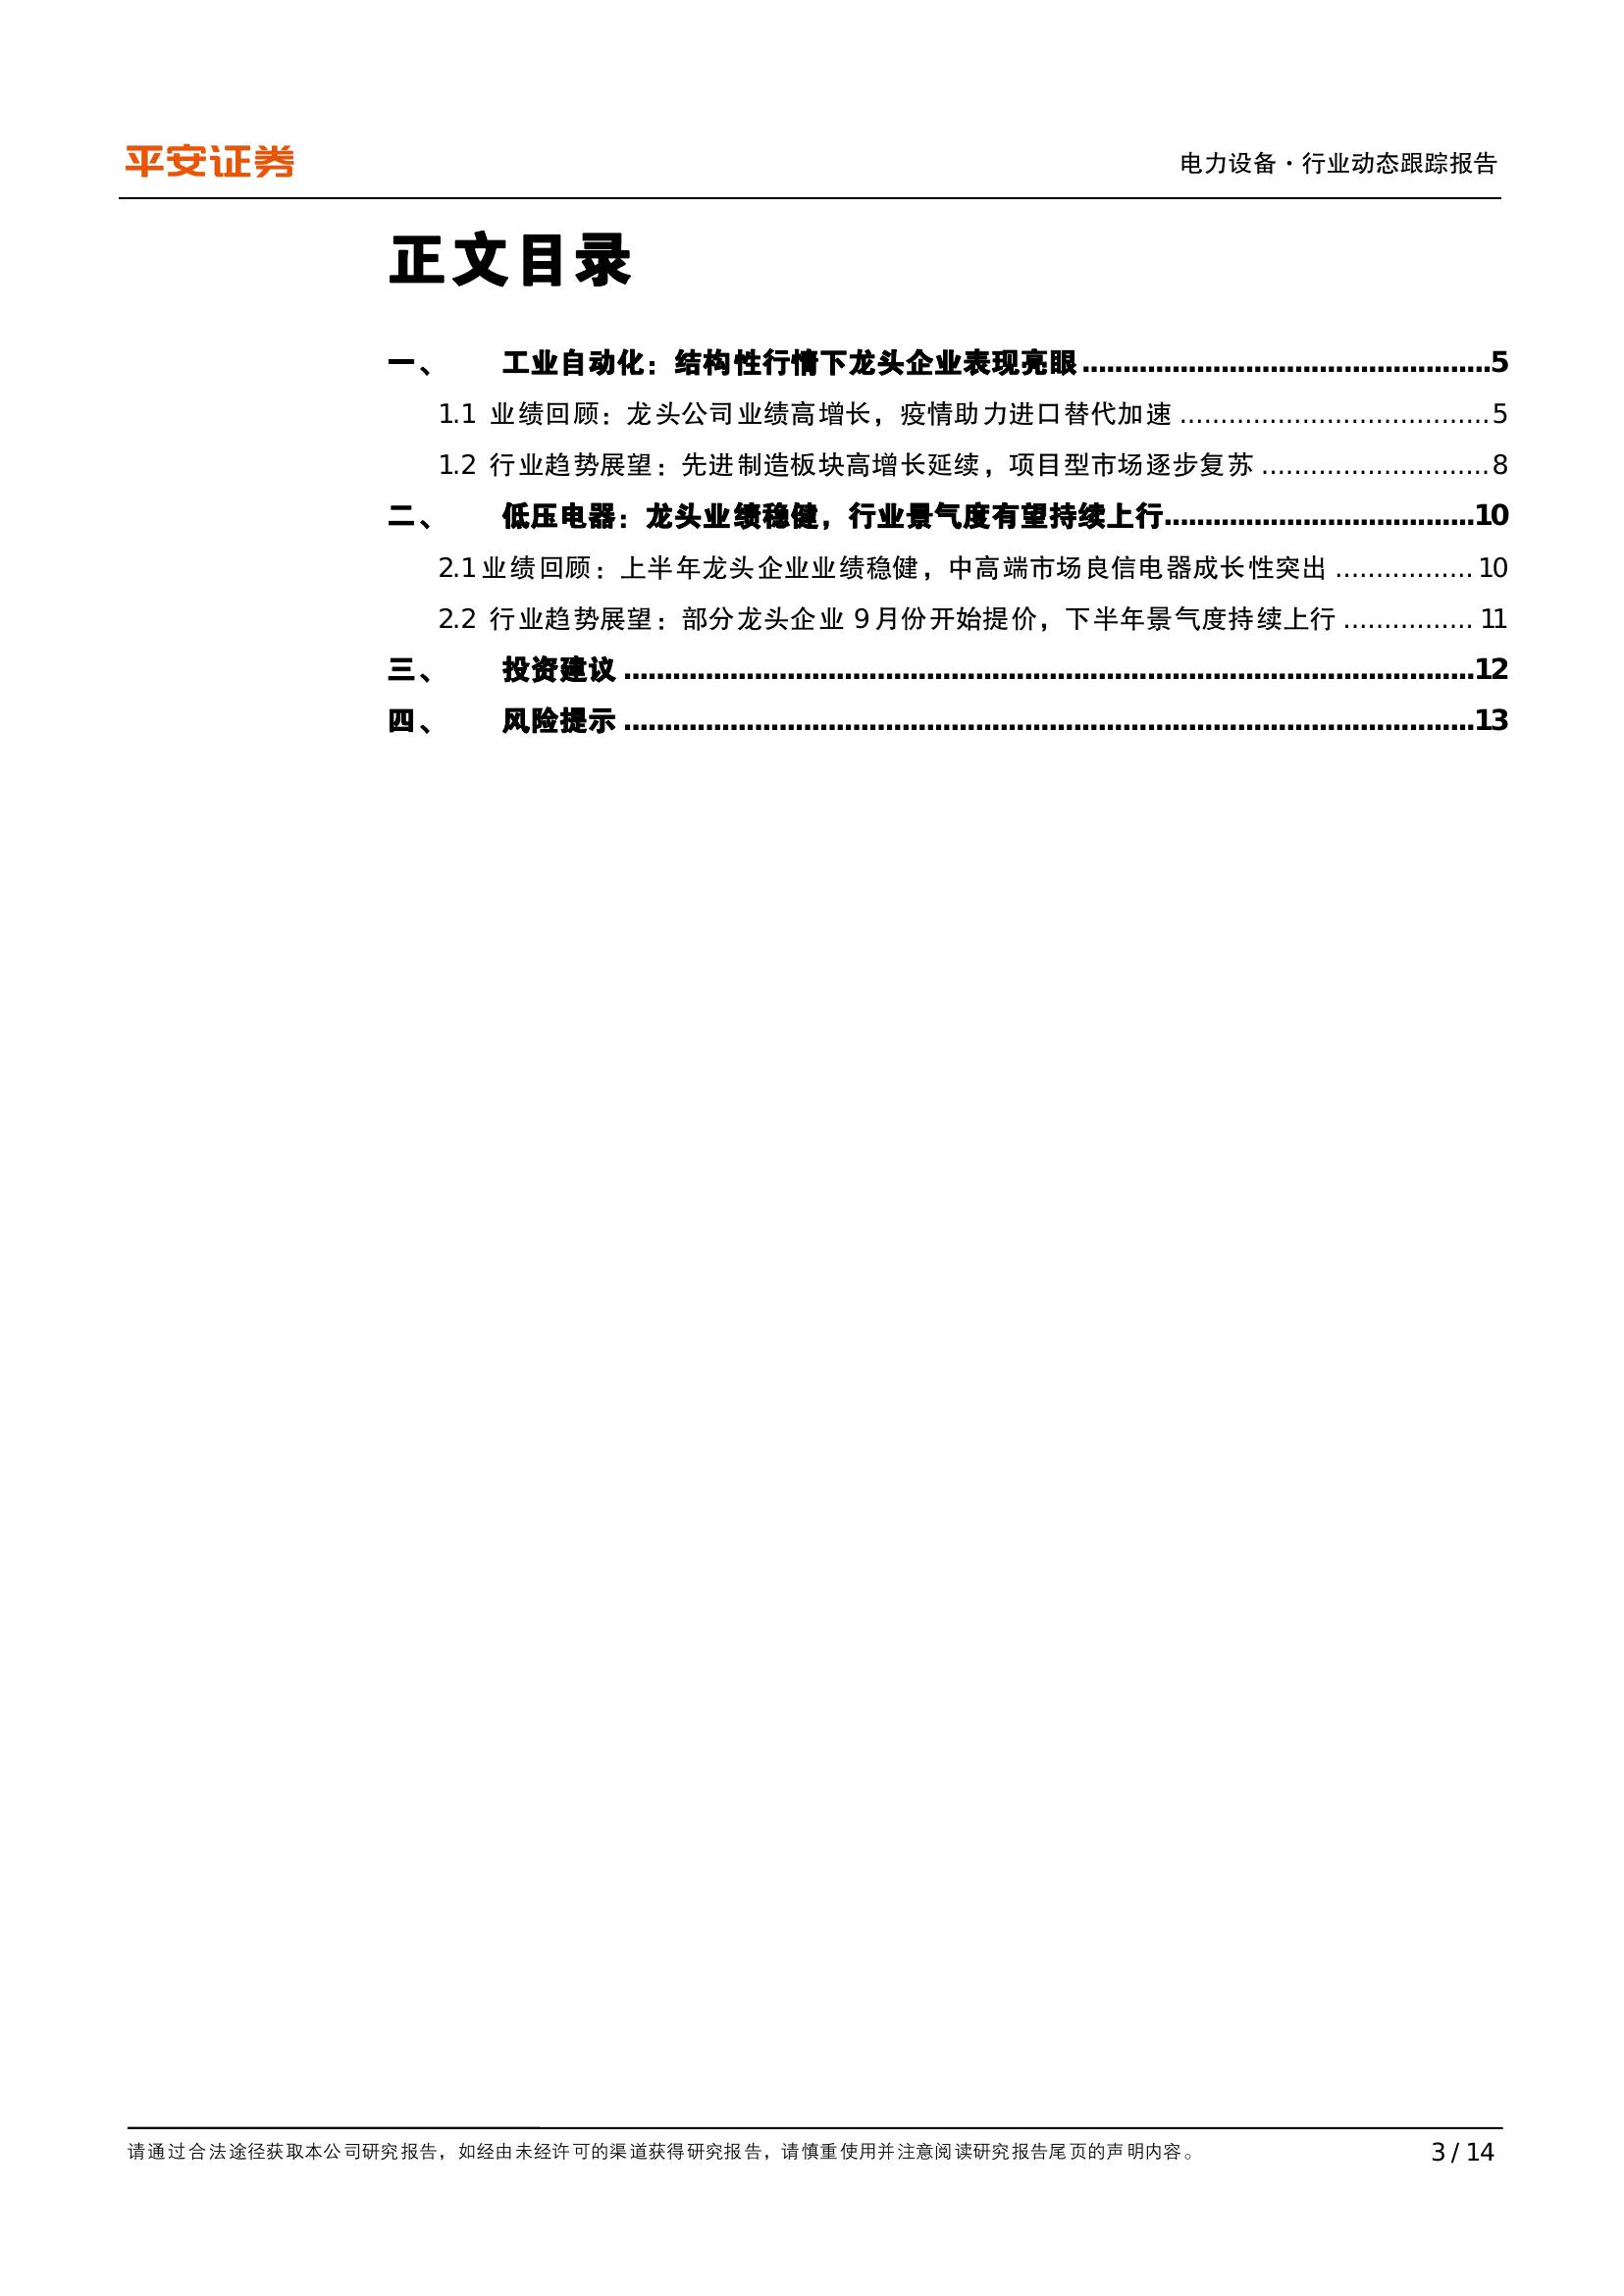 平安证券
电力设备·行业动态跟踪报告
正文目录
一、 工业自动化：结构性行情下龙头企业表现亮眼..................................................5
1.1 业绩回顾：龙头公司业绩高增长，疫情助力进口替代加速......................................5
1.2 行业趋势展望：先进制造板块高增长延续，项目型市场逐步复苏............................8
二、 低压电器：龙头业绩稳健，行业景气度有望持续上行......................................10
2.1业绩回顾：上半年龙头企业业绩稳健，中高端市场良信电器成长性突出.................10
2.2 行业趋势展望：部分龙头企业9月份开始提价，下半年景气度持续上行................11
三、 投资建议........................................................................................................12
四、 风险提示........................................................................................................13
请通过合法途径获取本公司研究报告，如经由未经许可的渠道获得研究报告，请慎重使用并注意阅读研究报告尾页的声明内容。
3 / 14